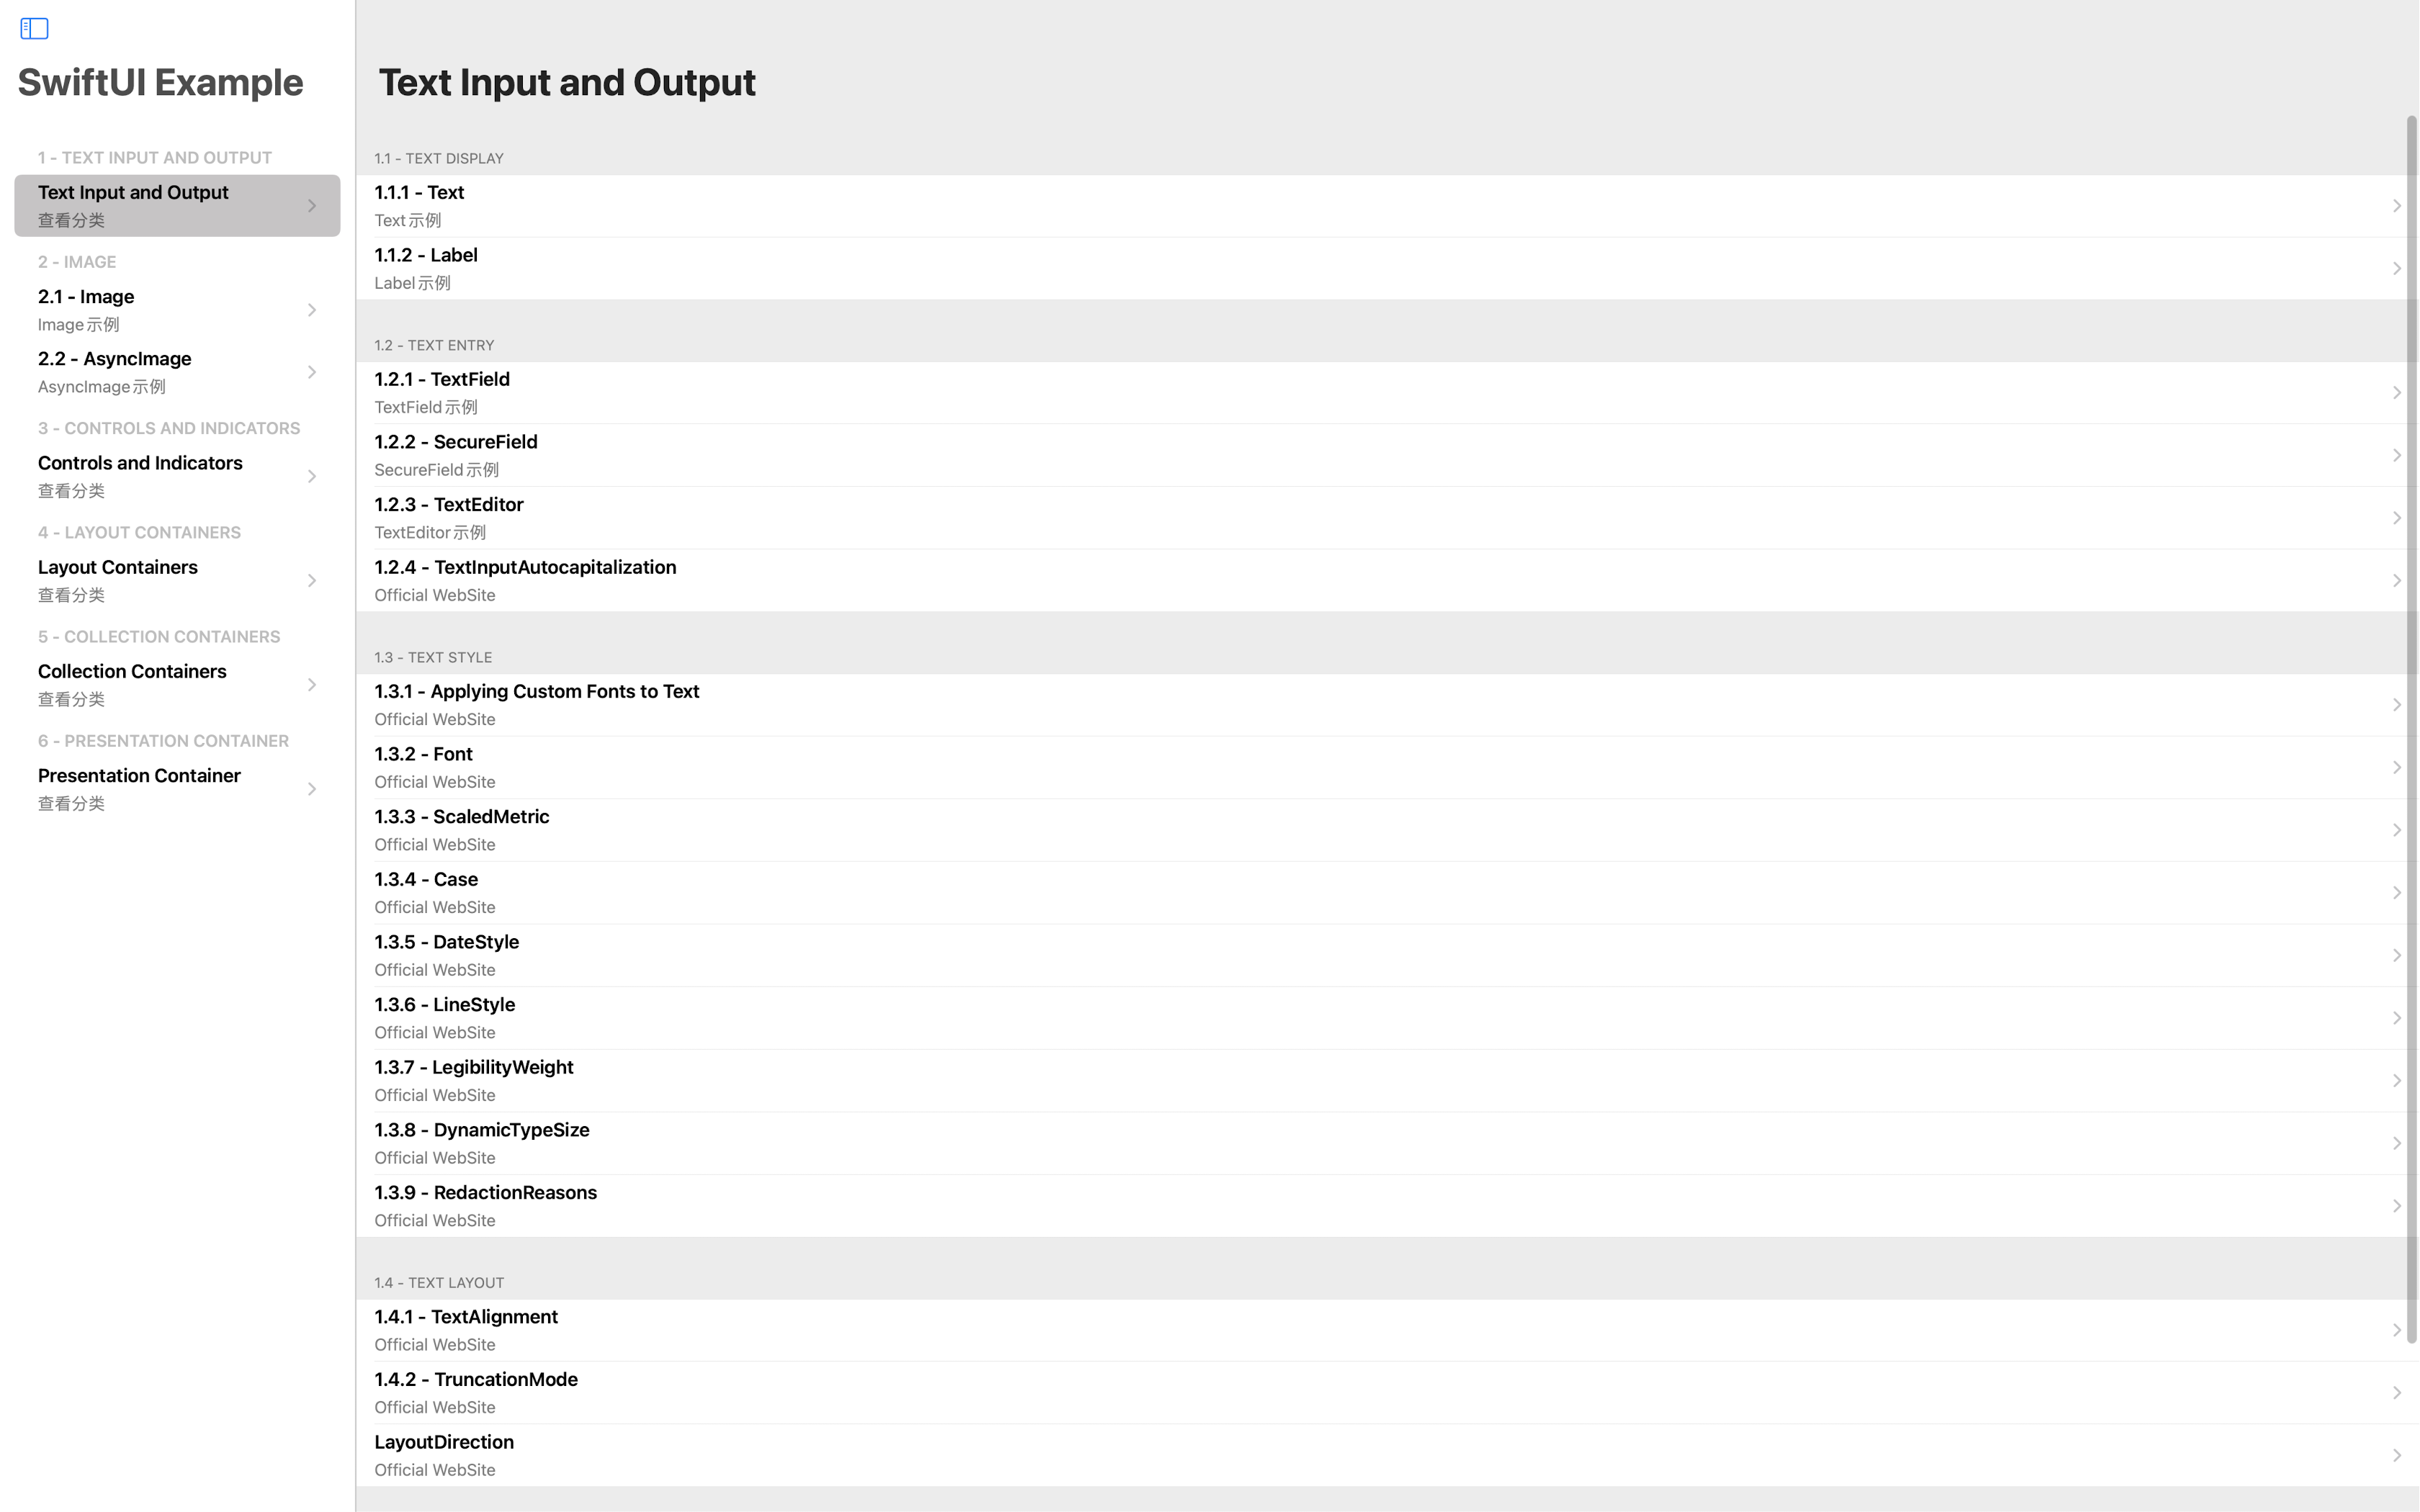 SwiftUI Example
1 - TEXT INPUT AND OUTPUT
Text Input and Output
查看分类
2 - IMAGE
2.1 - Image
Image示例
2.2 - AsyncImage
AsyncImage示例
3 - CONTROLS AND INDICATORS
Controls and Indicators
查看分类
4 - LAYOUT CONTAINERS
Layout Containers
查看分类
5 - COLLECTION CONTAINERS
Collection Containers
查看分类
6 - PRESENTATION CONTAINER
Presentation Container
查看分类
Text Input and Output
1.1 - TEXT DISPLAY
1.1.1 - Text
Text示例
1.1.2 - Label
Label示例
1.2 - TEXT ENTRY
1.2.1 - TextField
TextField示例
1.2.2 - SecureField
SecureField示例
1.2.3 - TextEditor
TextEditor示例
1.2.4 - TextInputAutocapitalization
Official WebSite
1.3 - TEXT STYLE
1.3.1 - Applying Custom Fonts to Text
Official WebSite
1.3.2 - Font
Official WebSite
1.3.3 - ScaledMetric
Official WebSite
1.3.4 - Case
Official WebSite
1.3.5 - DateStyle
Official WebSite
1.3.6 - LineStyle
Official WebSite
1.3.7 - LegibilityWeight
Official WebSite
1.3.8 - DynamicTypeSize
Official WebSite
1.3.9 - RedactionReasons
Official WebSite
1.4 - TEXT LAYOUT
1.4.1 - TextAlignment
Official WebSite
1.4.2 - TruncationMode
Official WebSite
LayoutDirection
Official WebSite